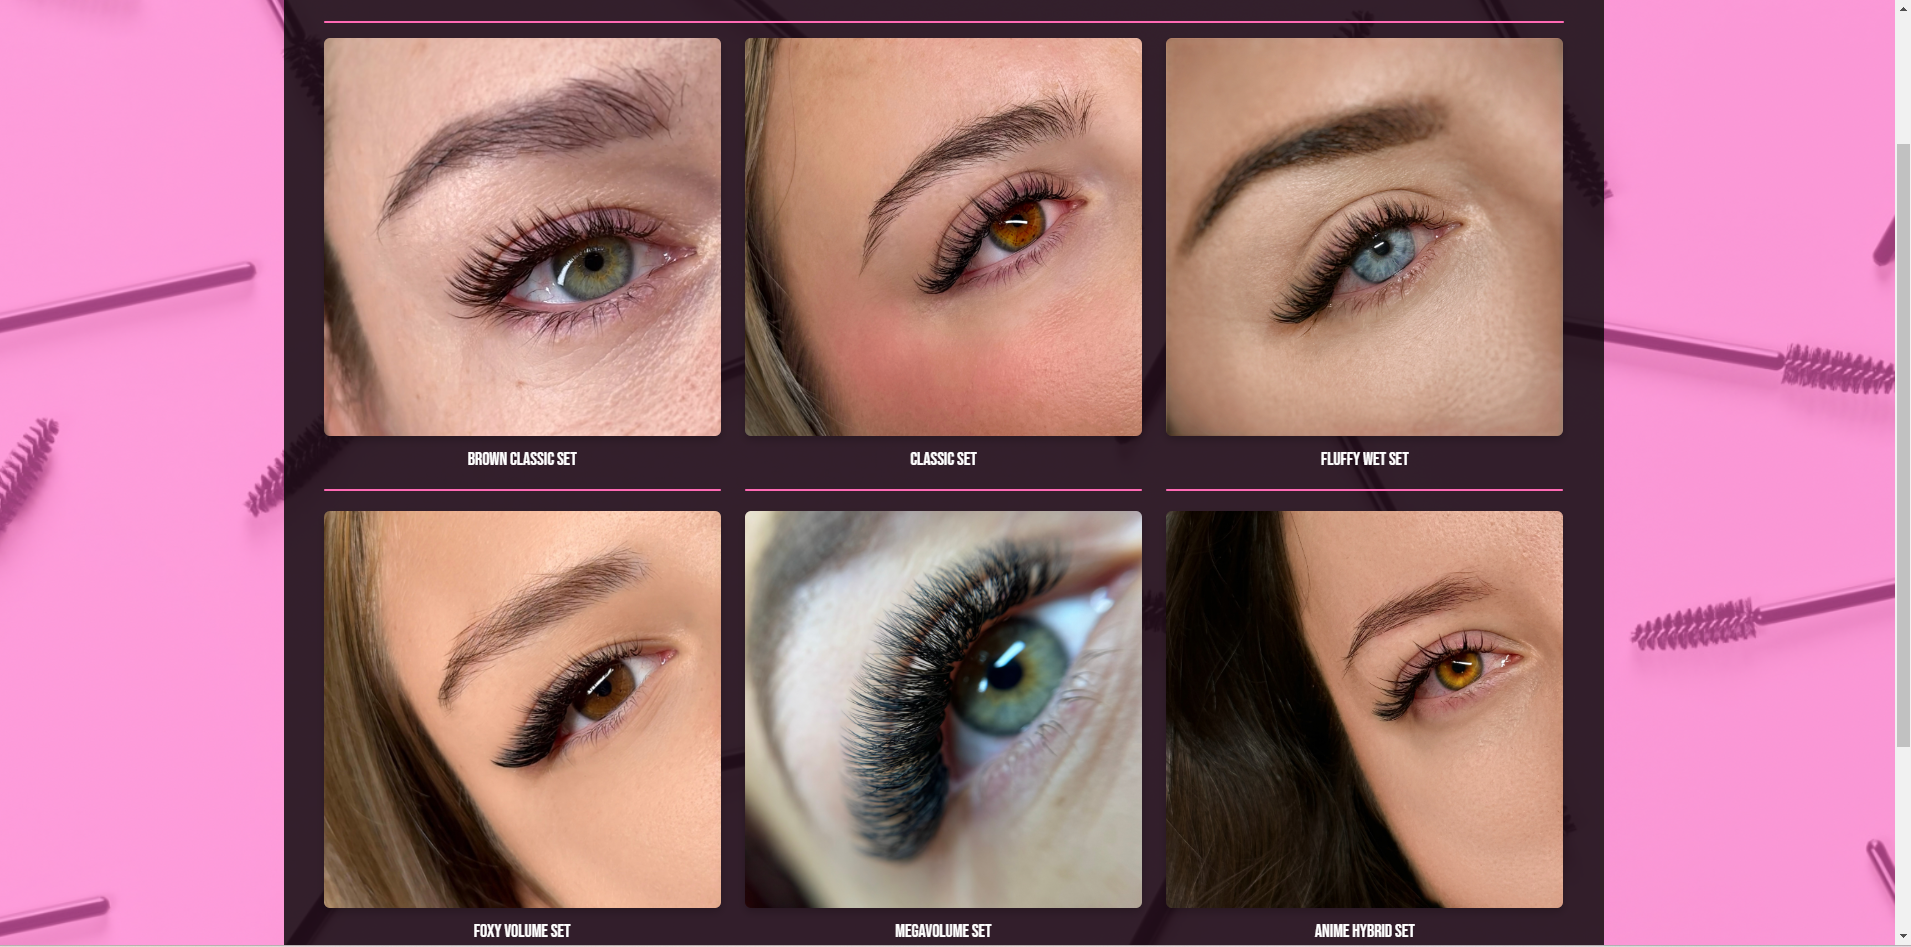 BROWN CLASSIC SET
CLASSIC SET
FLUFFY WET SET
FOXY VOLUME SET
MEGAVOLUME SET
ANIME HYBRID SET